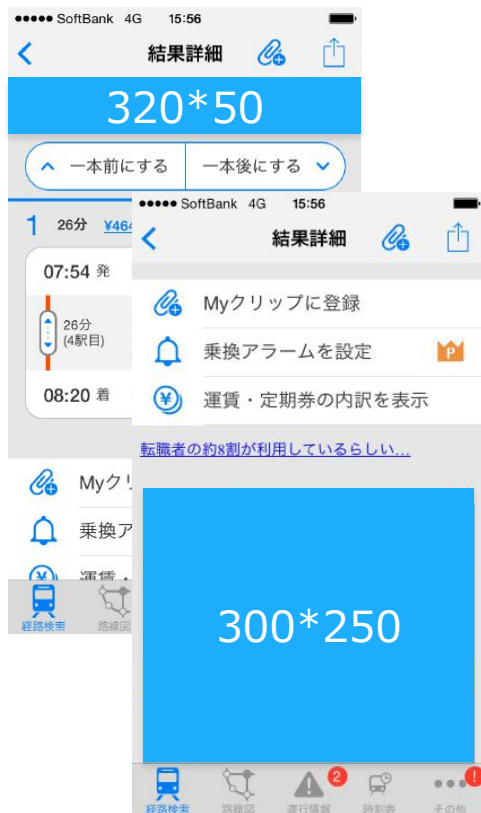 SoftBank 4G 15:56
結果詳細
320*50
一本前にする 一本後にする
1 26分 ¥464
07:54 発
26分
(4駅目)
08:20 着
Myクリ
乗換ア
運賃・
経路検索 路線図
SoftBank 4G 15:56
結果詳細
Myクリップに登録
乗換アラームを設定 P
運賃・定期券の内訳を表示
転職者の約8割が利用しているらしい...
300*250
2 !
経路検索 路線図 運行情報 時刻表 その他